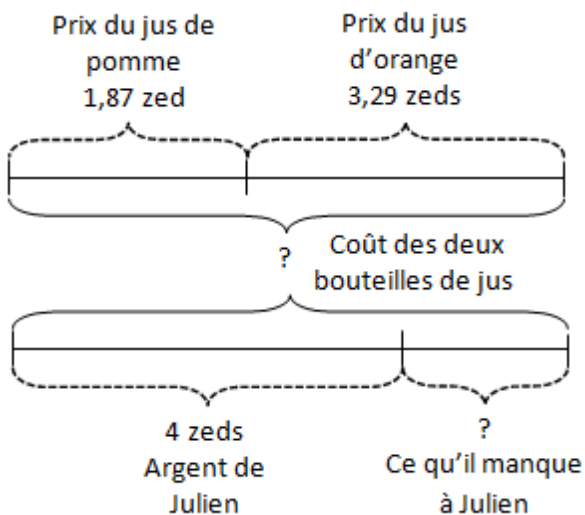 Prix du jus de
pomme
1,87 zed
Prix du jus
d'orange
3,29 zeds
?
Coût des deux
bouteilles de jus
4 zeds
Argent de
Julien
?
Ce qu'il manque
à Julien